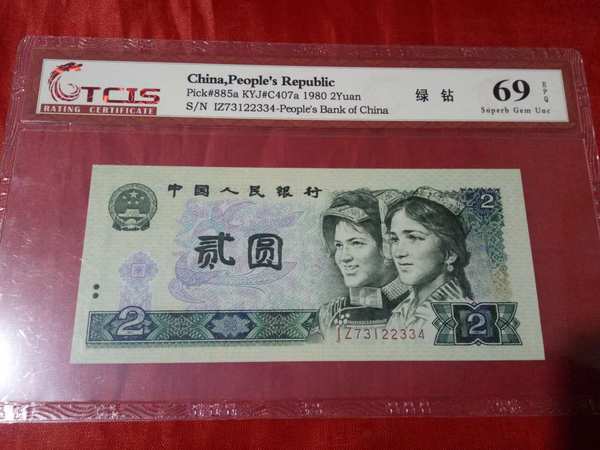 TCIS
RATING CERTIFICATE
China,People's Republic
Pick#885a KYJ#C407a 1980 2Yuan
S/N IZ73122334-People's Bank of China
绿 钻
69 EPQ
Superb Gem Unc
中国人民银行
2
贰圆
2
2
IZ73122334